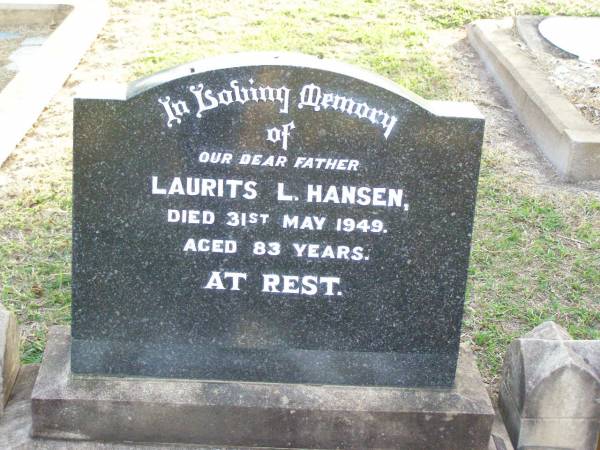 In Loving Memory
of
OUR DEAR FATHER
LAURITS L. HANSEN,
DIED 31ST MAY 1949.
AGED 83 YEARS.
AT REST.